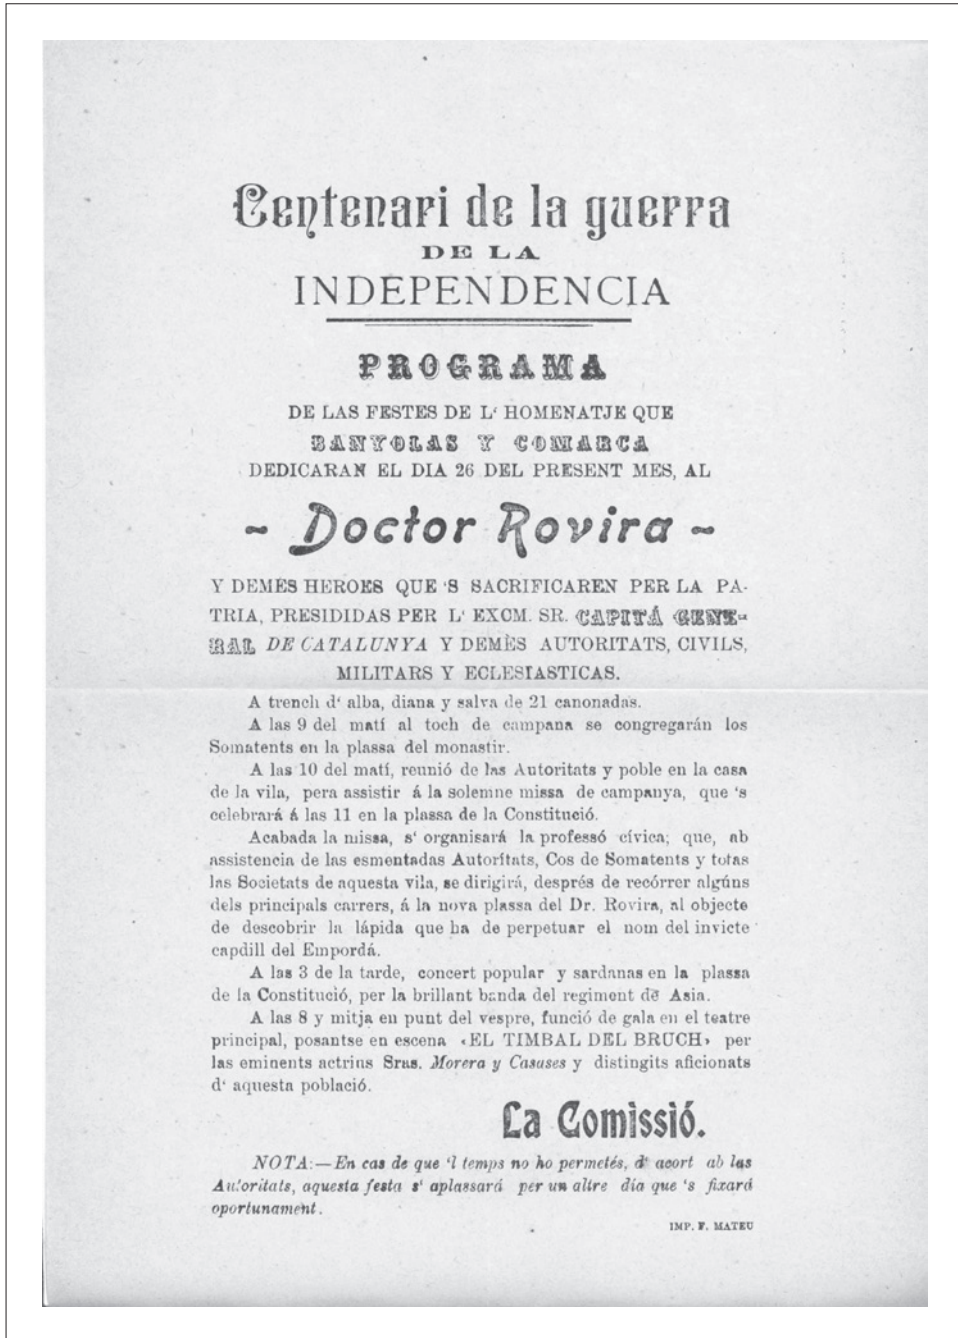 Centenari de la guerra
DE LA
INDEPENDENCIA
PROGRAMA
DE LAS FESTES DE L' HOMENATJE QUE
BANYOLAS Y COMARCA
DEDICARAN EL DIA 26 DEL PRESENT MES, AL
~ Doctor Rovira ~
Y DEMÉS HEROES QUE 'S SACRIFICAREN PER LA PA-
TRIA, PRESIDIDAS PER L' EXCM. SR. CAPITÁ GENE-
RAL DE CATALUNYA Y DEMÈS AUTORITATS, CIVILS,
MILITARS Y ECLESIASTICAS.
A trench d' alba, diana y salva de 21 canonadas.
A las 9 del matí al toch de campana se congregarán los
Somatents en la plassa del monastir.
A las 10 del matí, reunió de las Autoritats y poble en la casa
de la vila, pera assistir á la solemne missa de campanya, que 's
celebrará á las 11 en la plassa de la Constitució.
Acabada la missa, s' organisará la professó cívica; que, ab
assistencia de las esmentadas Autoritats, Cos de Somatents y totas
las Societats de aquesta vila, se dirigirá, després de recórrer algúns
dels principals carrers, á la nova plassa del Dr. Rovira, al objecte
de descobrir la lápida que ha de perpetuar el nom del invicte
capdill del Empordá.
A las 3 de la tarde, concert popular y sardanas en la plassa
de la Constitució, per la brillant banda del regiment de Asia.
A las 8 y mitja en punt del vespre, funció de gala en el teatre
principal, posantse en escena «EL TIMBAL DEL BRUCH» per
las eminents actrius Sras. Morera y Casases y distingits aficionats
d' aquesta població.
La Comissió.
NOTA:—En cas de que 'l temps no ho permetés, d' acort ab las
Autoritats, aquesta festa s' aplassará per un altre día que 's fixará
oportunament.
IMP. F. MATEU